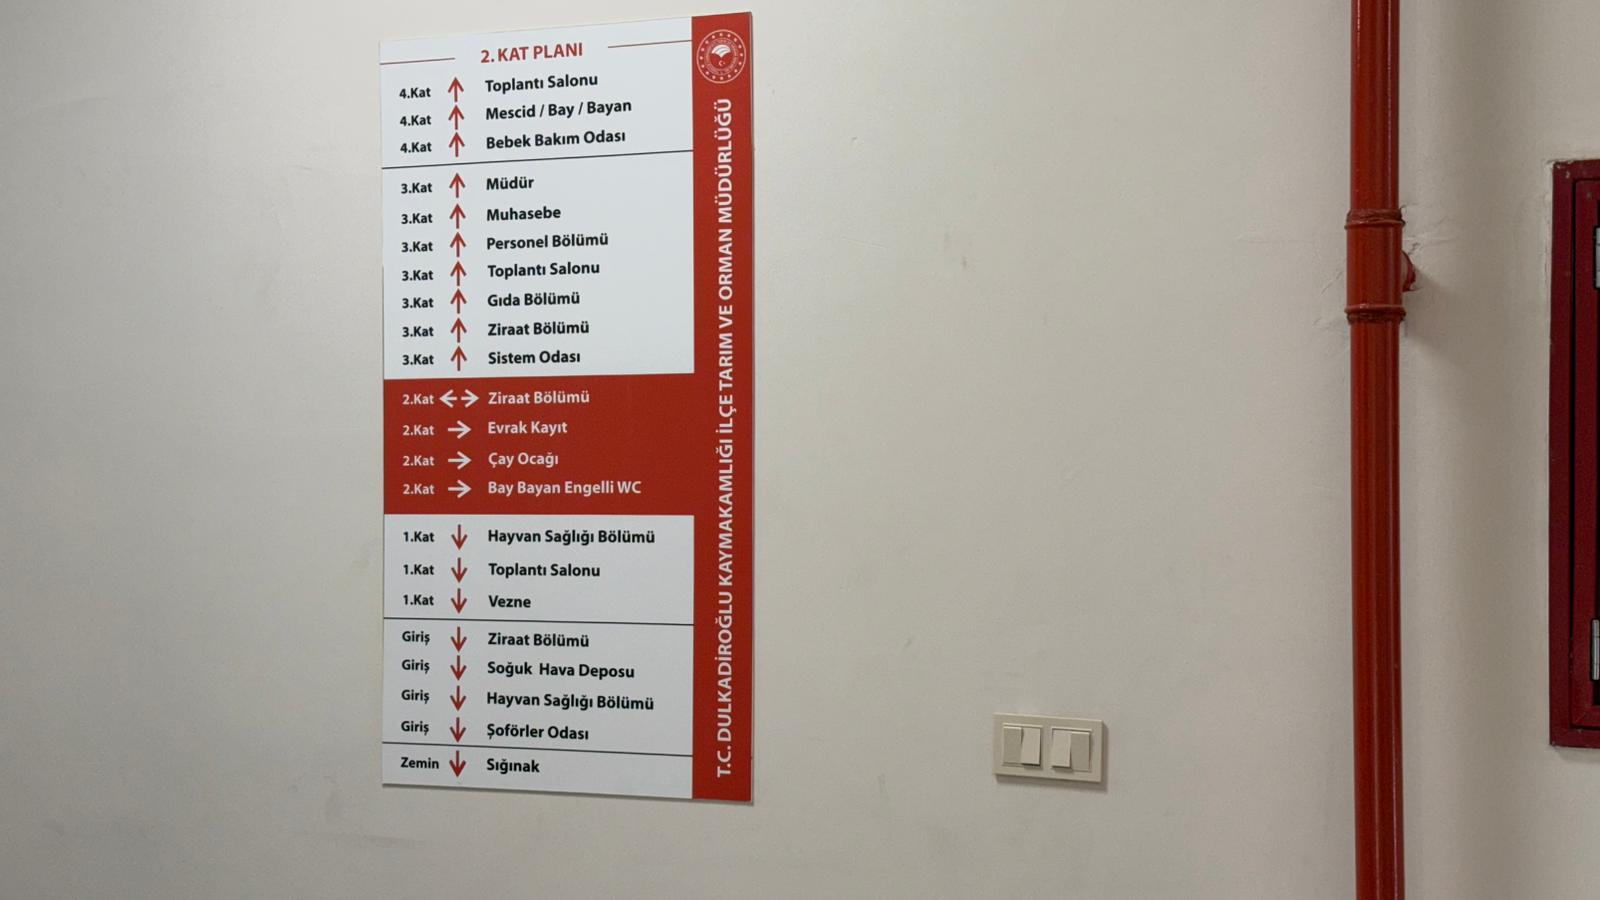 2. KAT PLANI
4.Kat ↑ Toplantı Salonu
4.Kat ↑ Mescid / Bay / Bayan
4.Kat ↑ Bebek Bakım Odası
3.Kat ↑ Müdür
3.Kat ↑ Muhasebe
3.Kat ↑ Personel Bölümü
3.Kat ↑ Toplantı Salonu
3.Kat ↑ Gıda Bölümü
3.Kat ↑ Ziraat Bölümü
3.Kat ↑ Sistem Odası
2.Kat ←→ Ziraat Bölümü
2.Kat → Evrak Kayıt
2.Kat → Çay Ocağı
2.Kat → Bay Bayan Engelli WC
1.Kat ↓ Hayvan Sağlığı Bölümü
1.Kat ↓ Toplantı Salonu
1.Kat ↓ Vezne
Giriş ↓ Ziraat Bölümü
Giriş ↓ Soğuk Hava Deposu
Giriş ↓ Hayvan Sağlığı Bölümü
Giriş ↓ Şoförler Odası
Zemin ↓ Sığınak
T.C. DULKADİROĞLU KAYMAKAMLIĞI İLÇE TARIM VE ORMAN MÜDÜRLÜĞÜ